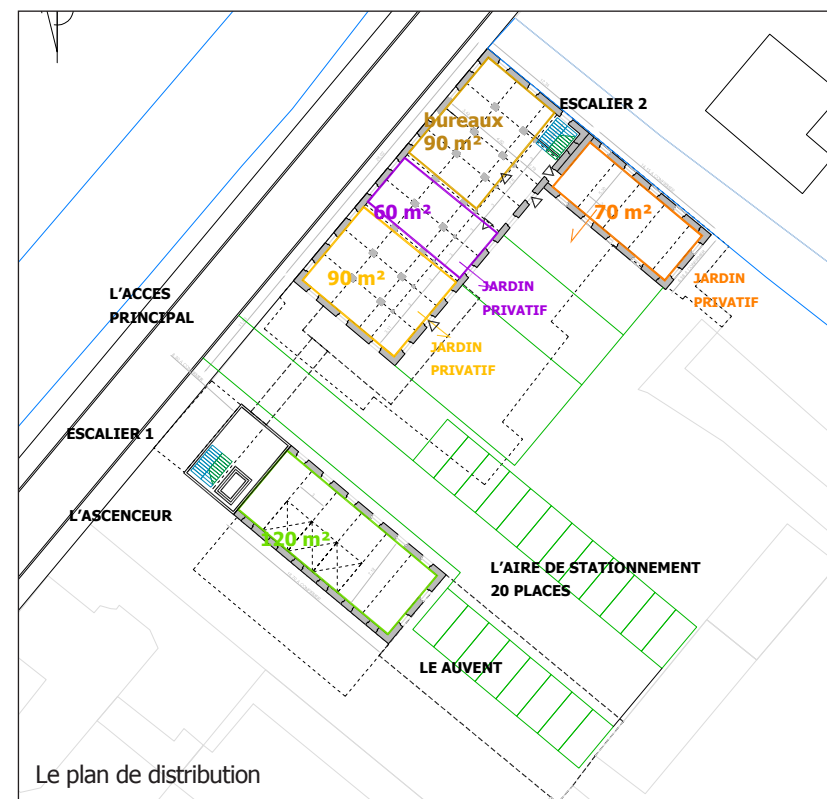 ESCALIER 2
bureaux
90 m²
60 m²
70 m²
90 m²
JARDIN
PRIVATIF
JARDIN
PRIVATIF
L'ACCES
PRINCIPAL
JARDIN
PRIVATIF
ESCALIER 1
L'ASCENCEUR
120 m²
L'AIRE DE STATIONNEMENT
20 PLACES
LE AUVENT
Le plan de distribution